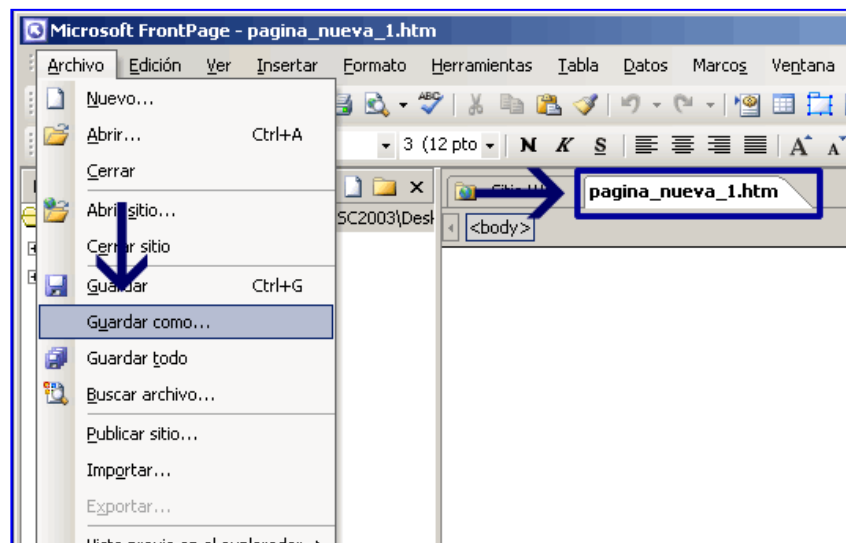 Microsoft FrontPage - pagina_nueva_1.htm
Archivo Edición Ver Insertar Formato Herramientas Tabla Datos Marcos Ventana
Nuevo...
Abrir... Ctrl+A
3 (12 pto N K S A A
Cerrar
pagina_nueva_1.htm
Abrir sitio...
SC2003\Desk
<body>
Cerrar sitio
Guardar Ctrl+G
Guardar como...
Guardar todo
Buscar archivo...
Publicar sitio...
Importar...
Exportar...